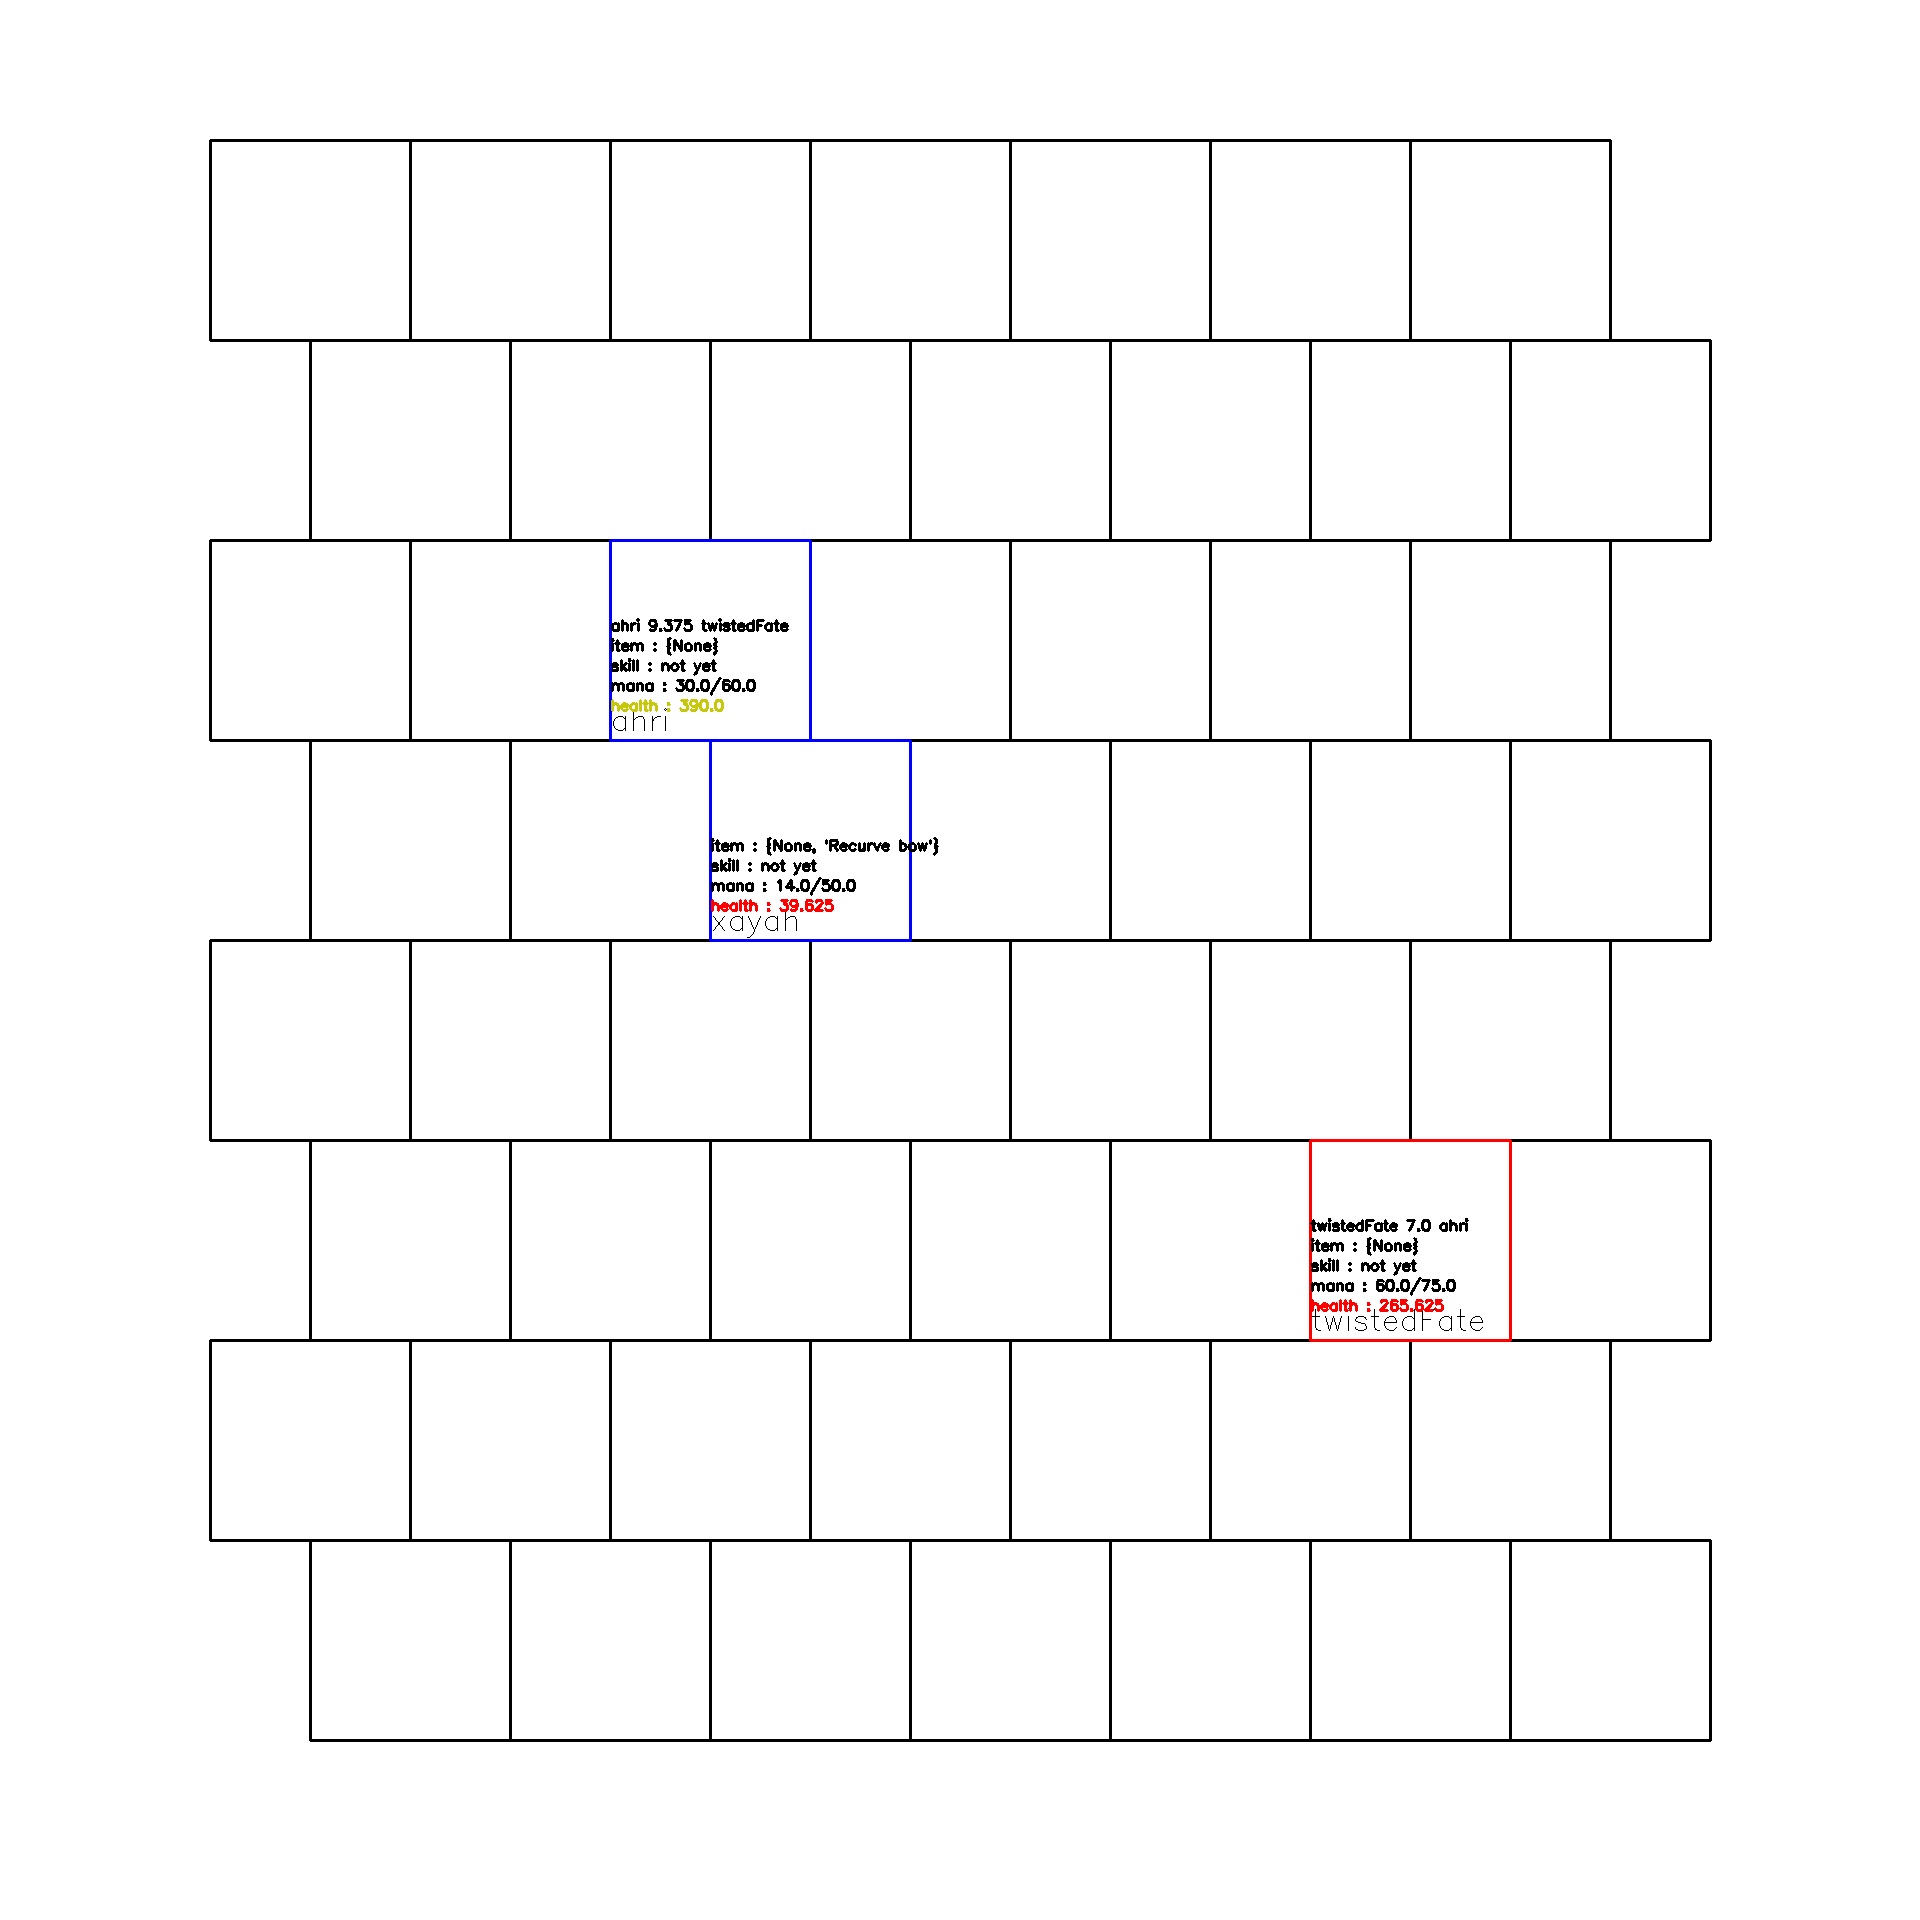 ahri 9.375 twistedFate
item : {None}
skill : not yet
mana : 30.0/60.0
health : 390.0
ahri
item : {None, 'Recurve bow'}
skill : not yet
mana : 14.0/50.0
health : 39.625
xayah
twistedFate 7.0 ahri
item : {None}
skill : not yet
mana : 60.0/75.0
health : 265.625
twistedFate